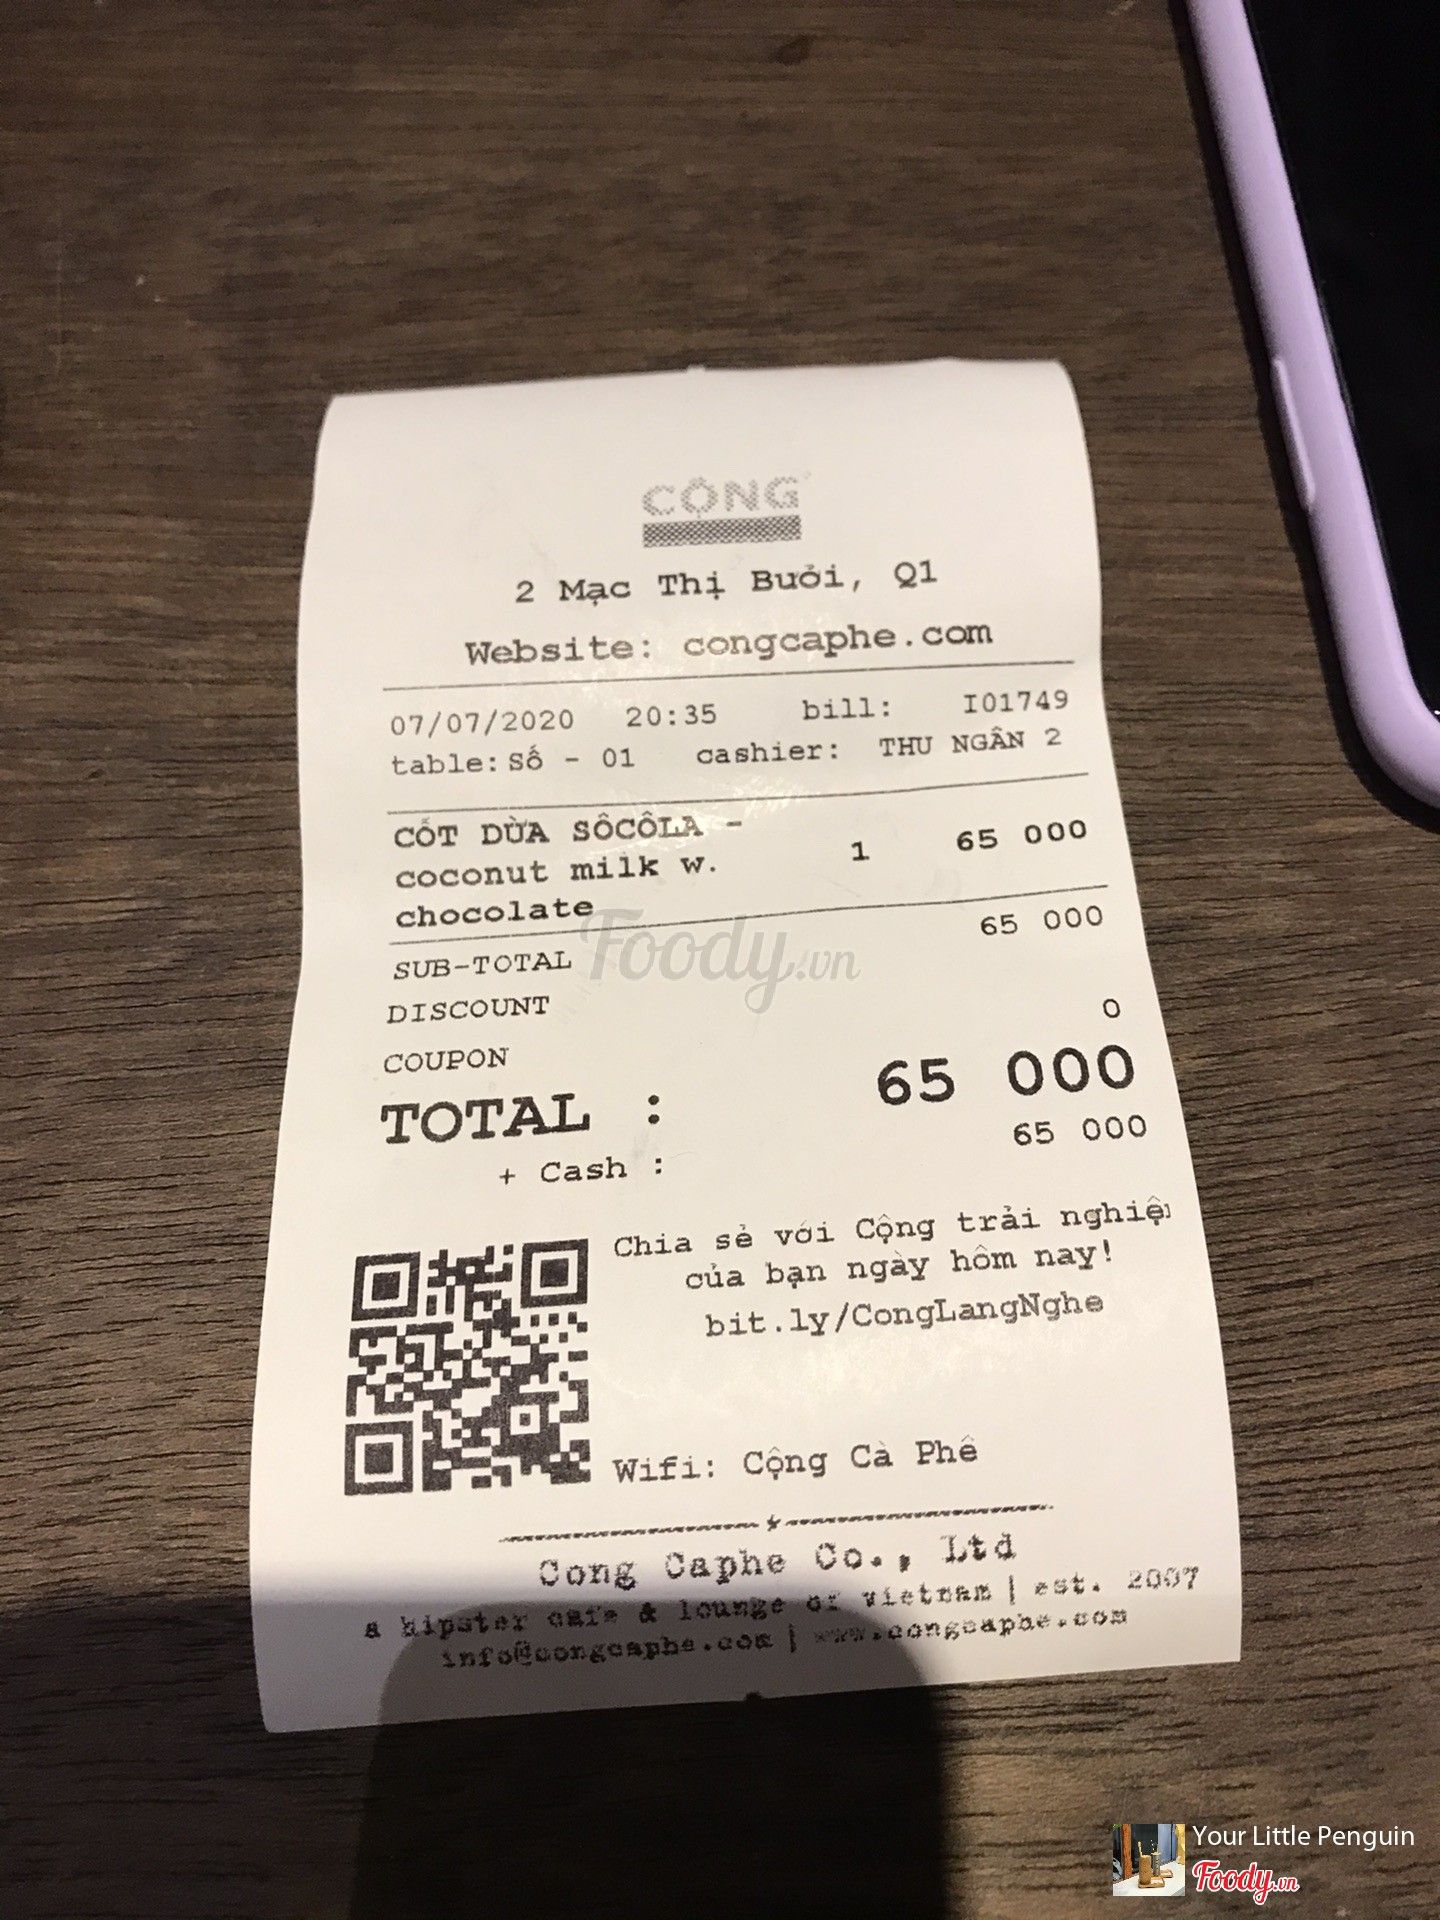 CỘNG
2 Mạc Thị Bưởi, Q1
Website: congcaphe.com
07/07/2020 20:35 bill: I01749
table: Số - 01 cashier: THU NGÂN 2
CỐT DỪA SÔCÔLA -
coconut milk w. 1 65 000
chocolate
SUB-TOTAL 65 000
DISCOUNT 0
COUPON
TOTAL : 65 000
+ Cash : 65 000
Chia sẻ với Cộng trải nghiệ
của bạn ngày hôm nay!
bit.ly/CongLangNghe
Wifi: Cộng Cà Phê
Cong Caphe Co., Ltd
a hipster cafe & lounge of vietnam | est. 2007
info@congcaphe.com | www.congcaphe.com
Foody.vn
Your Little Penguin
Foody.vn